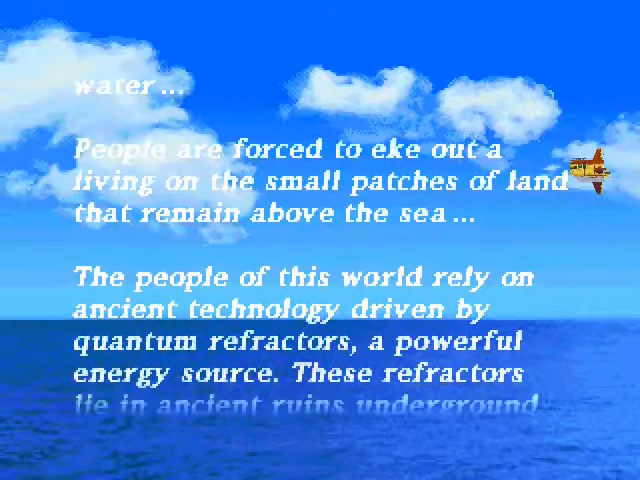 water...
People are forced to eke out a
living on the small patches of land
that remain above the sea...
The people of this world rely on
ancient technology driven by
quantum refractors, a powerful
energy source. These refractors
lie in ancient ruins underground